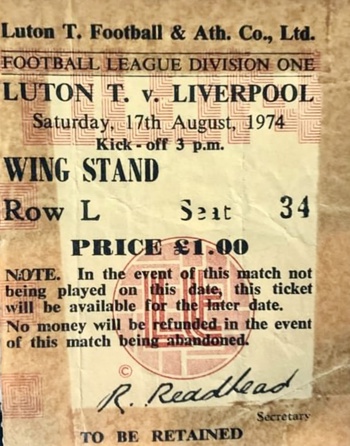 Luton T. Football & Ath. Co., Ltd.
FOOTBALL LEAGUE DIVISION ONE
LUTON T. v. LIVERPOOL
Saturday, 17th August, 1974
Kick-off 3 p.m.
WING STAND
Row L Seat 34
PRICE £1.00
NOTE. In the event of this match not
being played on this date, this ticket
will be available for the later date.
No money will be refunded in the event
of this match being abandoned.
©
R. Readhead
Secretary
TO BE RETAINED